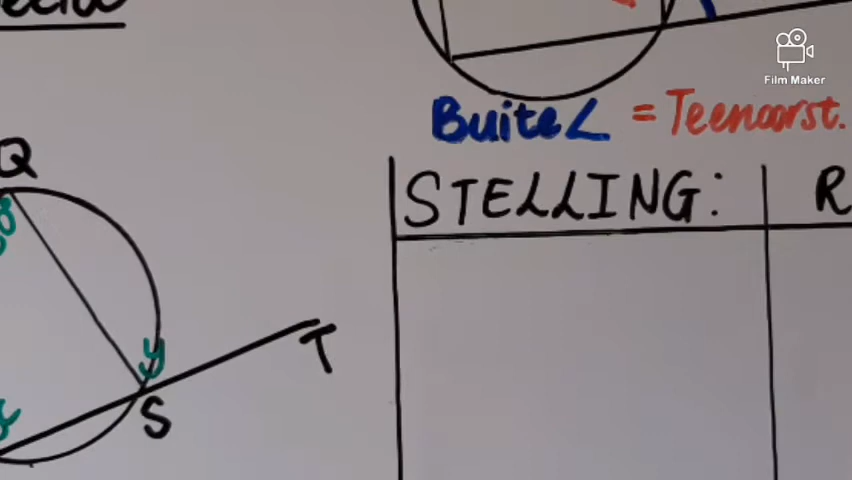 Film Maker
Buite∠ = Teenoorst.
Q
STELLING:
R
y
T
S
x